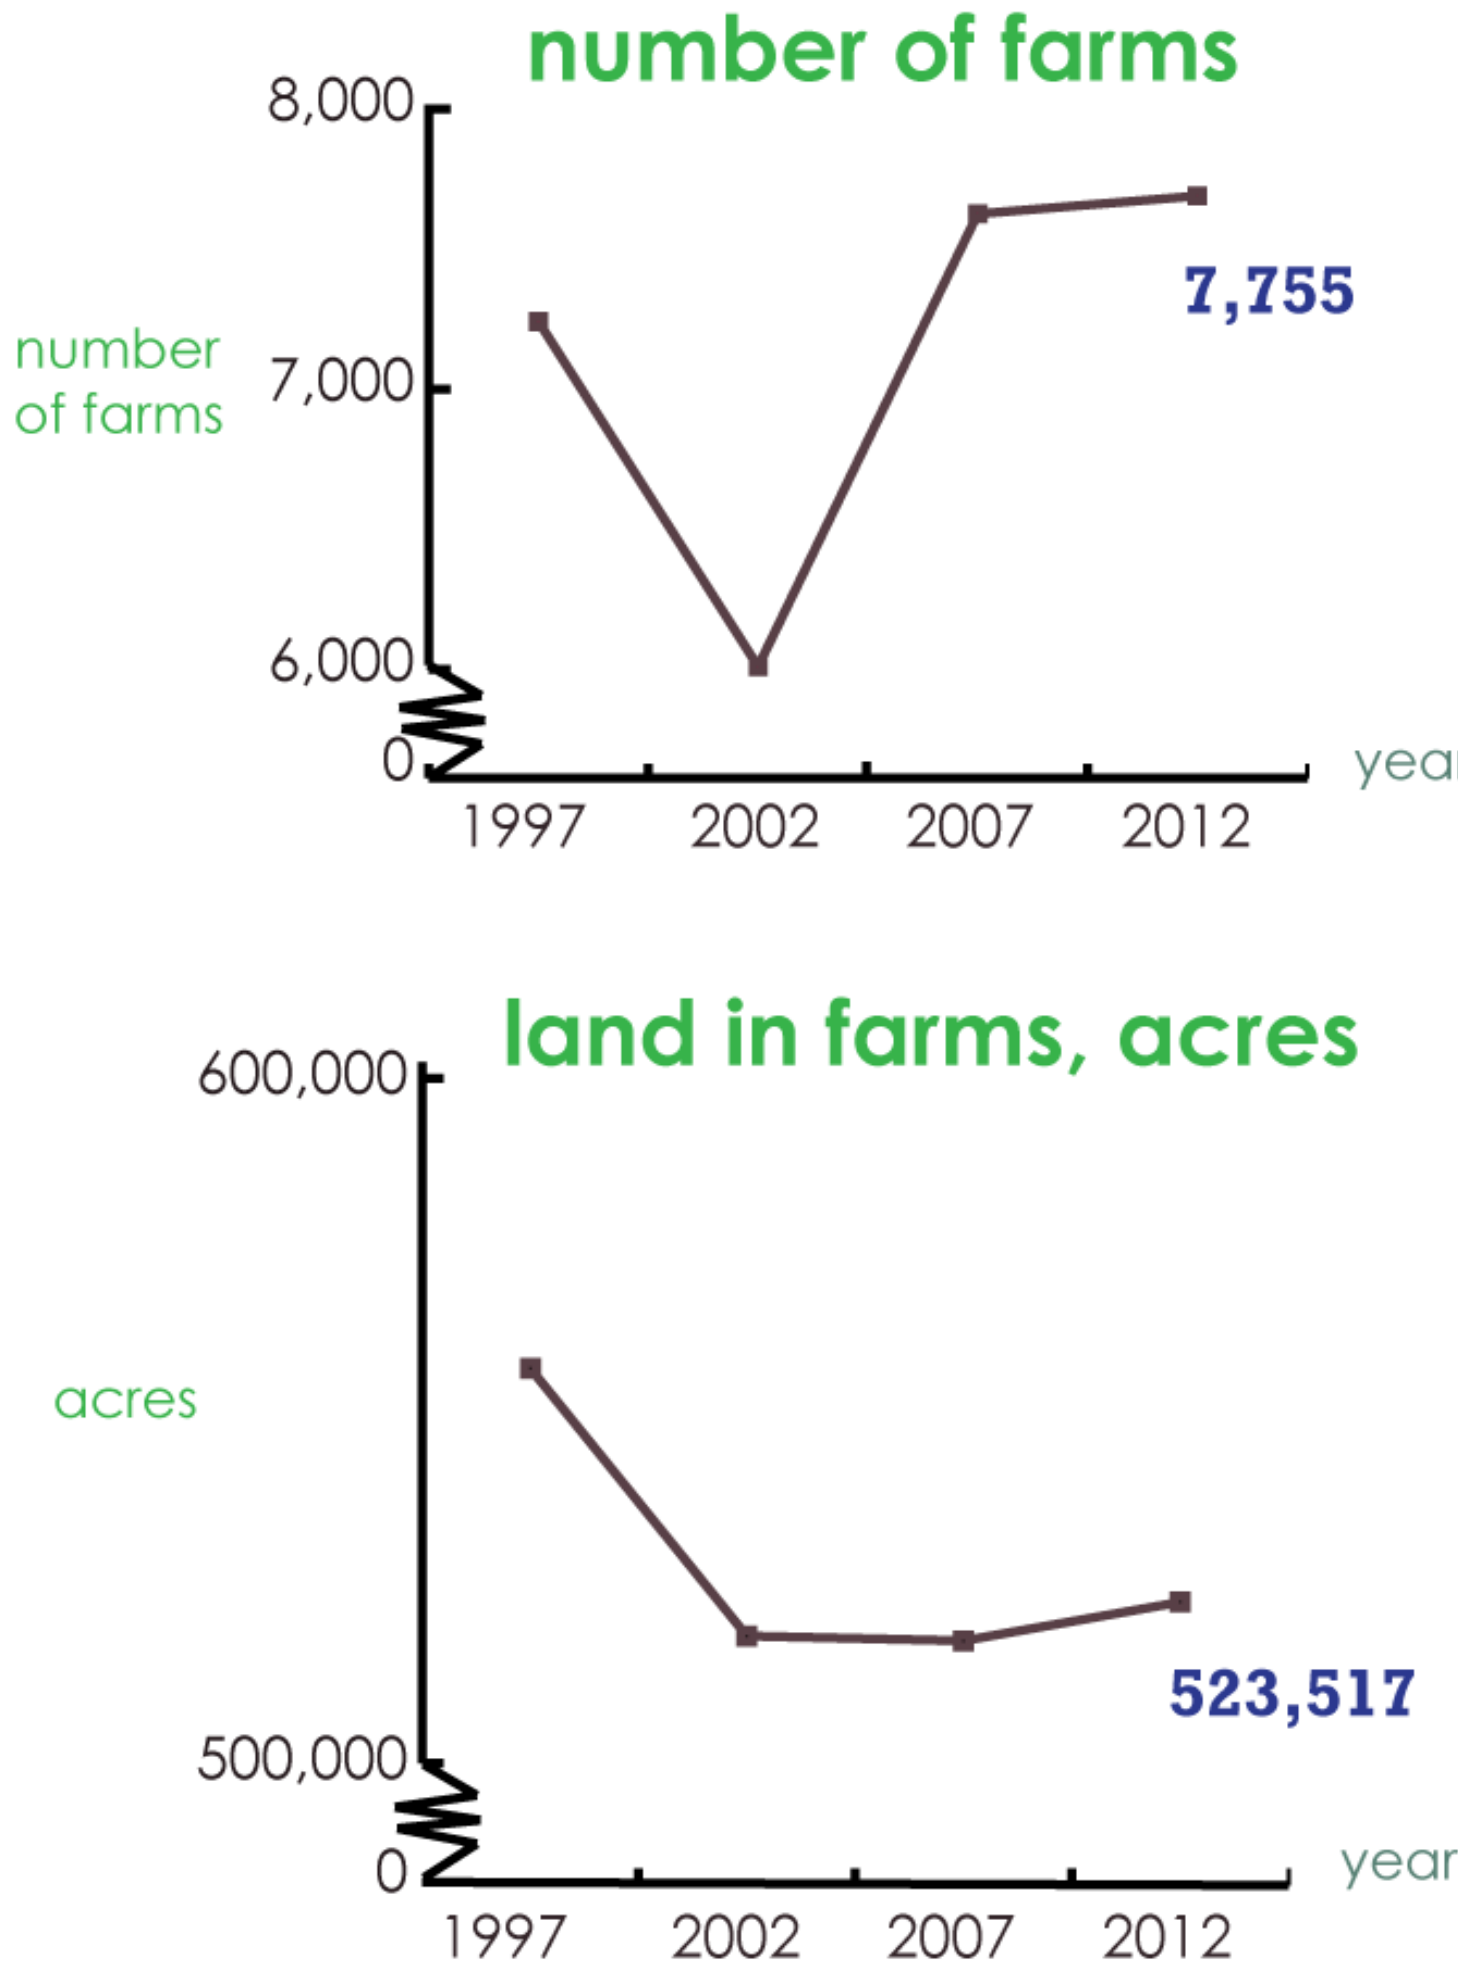 number of farms
8,000
7,000
6,000
0
number
of farms
7,755
year
1997 2002 2007 2012
land in farms, acres
600,000
500,000
0
acres
523,517
year
1997 2002 2007 2012